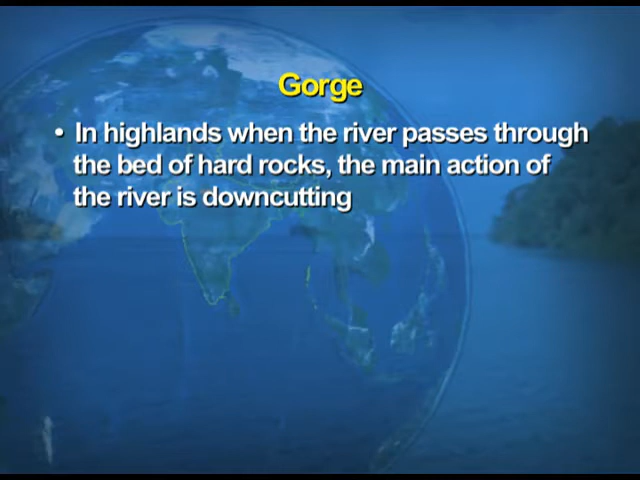 Gorge
• In highlands when the river passes through
the bed of hard rocks, the main action of
the river is downcutting